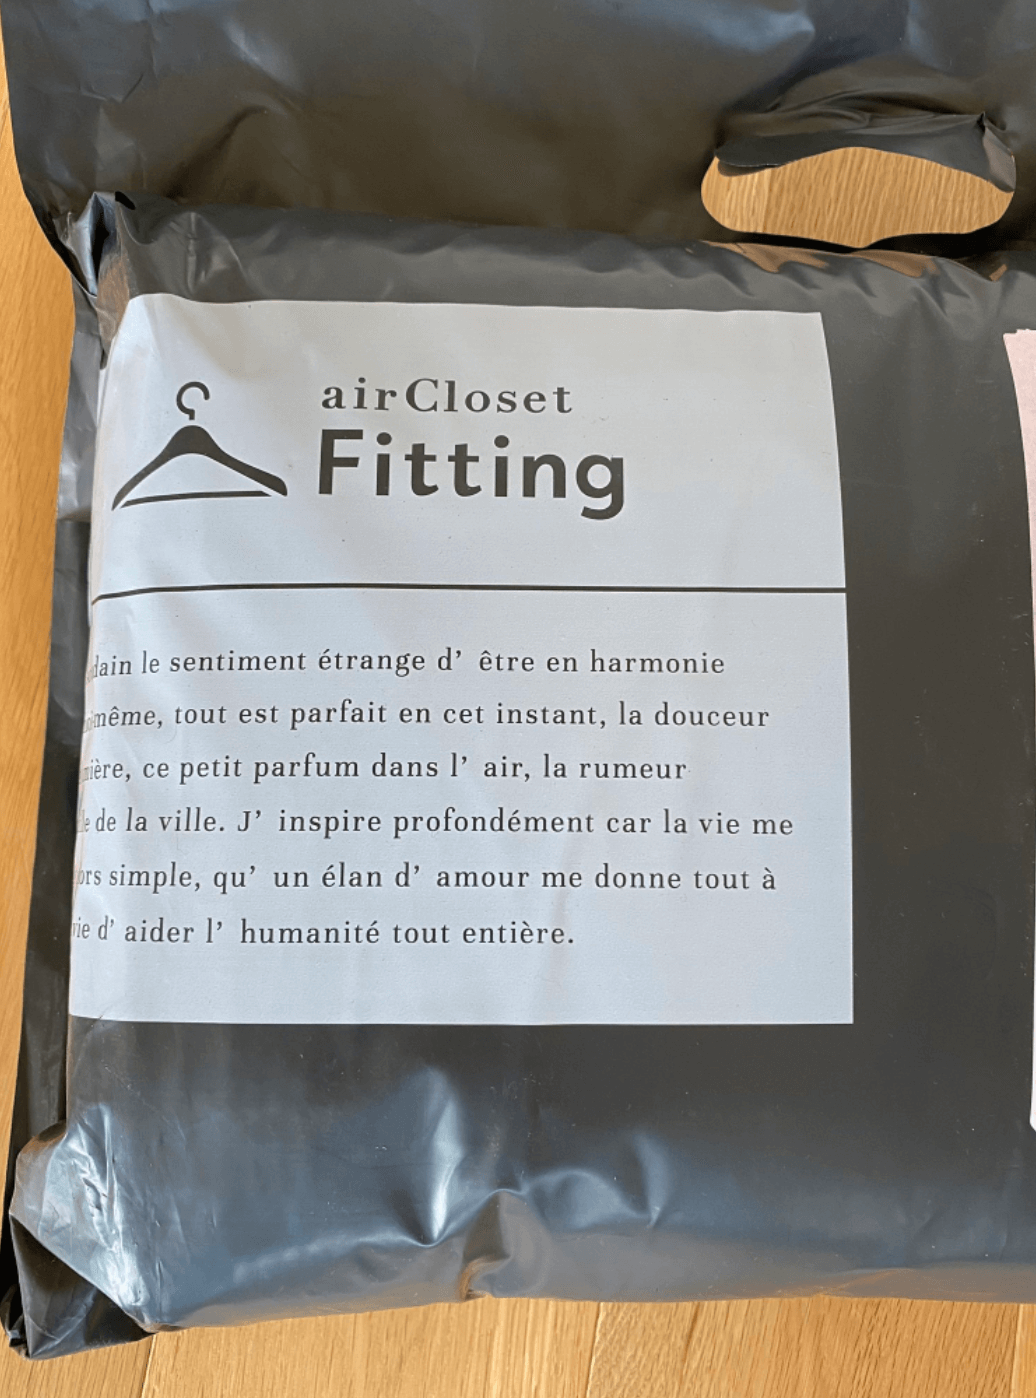 airCloset
Fitting
le sentiment étrange d’ être en harmonie
même, tout est parfait en cet instant, la douceur
ce petit parfum dans l’ air, la rumeur
de la ville. J’ inspire profondément car la vie me
simple, qu’ un élan d’ amour me donne tout à
d’ aider l’ humanité tout entière.